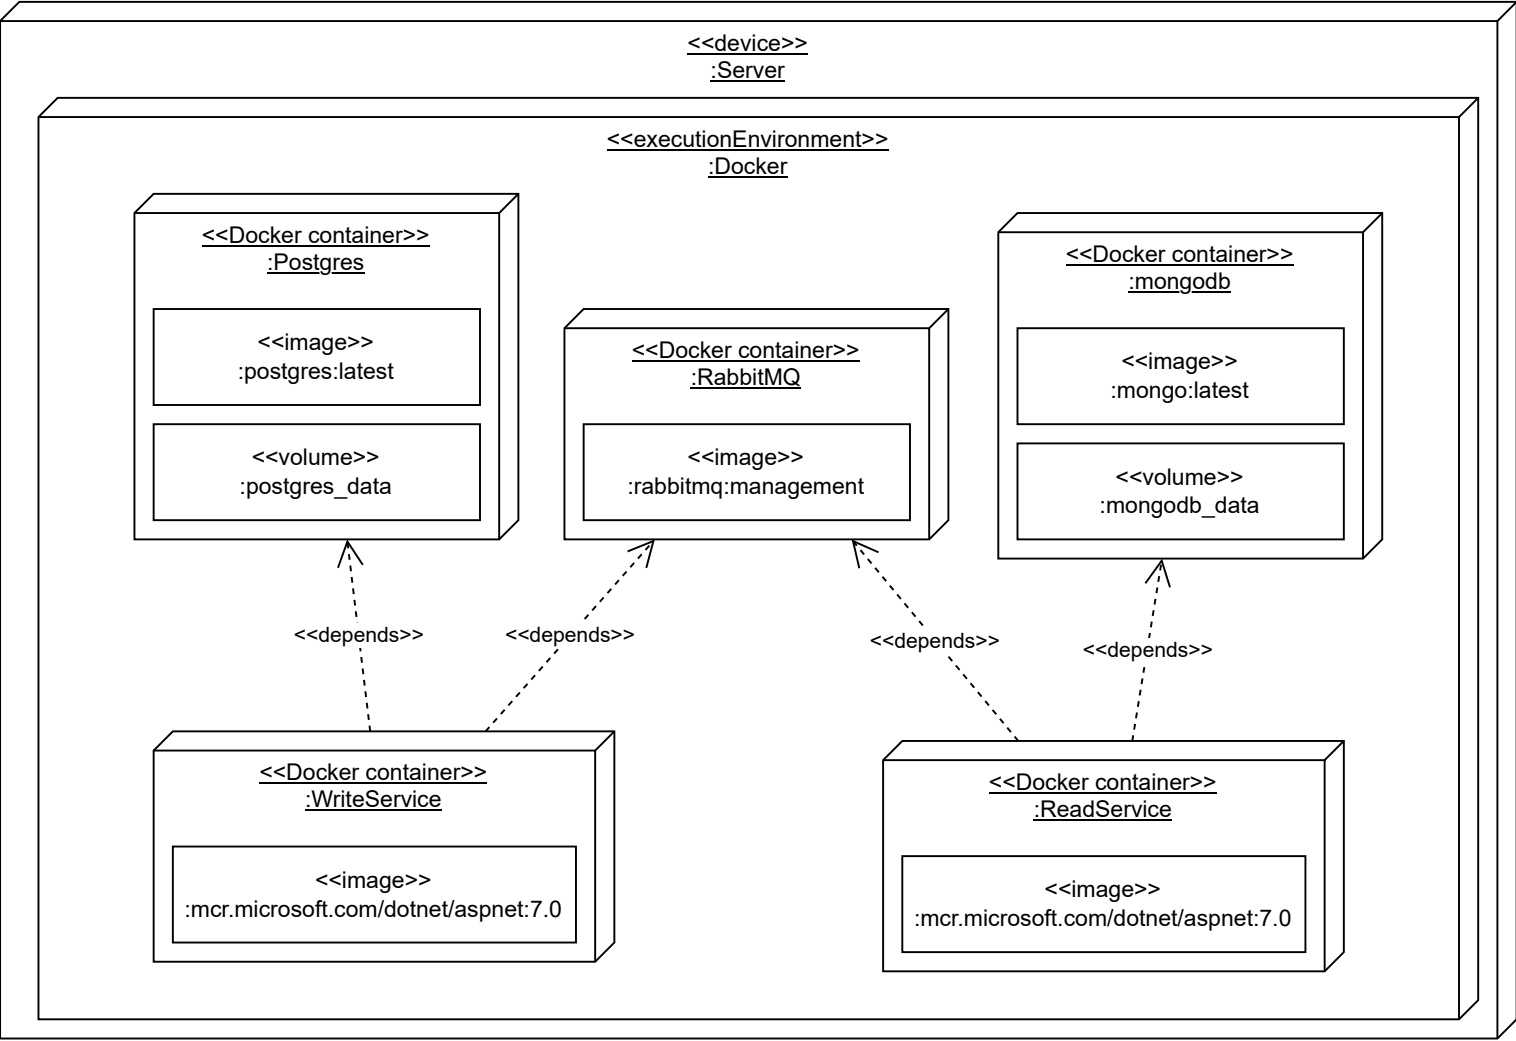 <<device>>
:Server
<<executionEnvironment>>
:Docker
<<Docker container>>
:Postgres
<<image>>
:postgres:latest
<<volume>>
:postgres_data
<<Docker container>>
:RabbitMQ
<<image>>
:rabbitmq:management
<<Docker container>>
:mongodb
<<image>>
:mongo:latest
<<volume>>
:mongodb_data
<<depends>>
<<depends>>
<<depends>>
<<depends>>
<<Docker container>>
:WriteService
<<image>>
:mcr.microsoft.com/dotnet/aspnet:7.0
<<Docker container>>
:ReadService
<<image>>
:mcr.microsoft.com/dotnet/aspnet:7.0